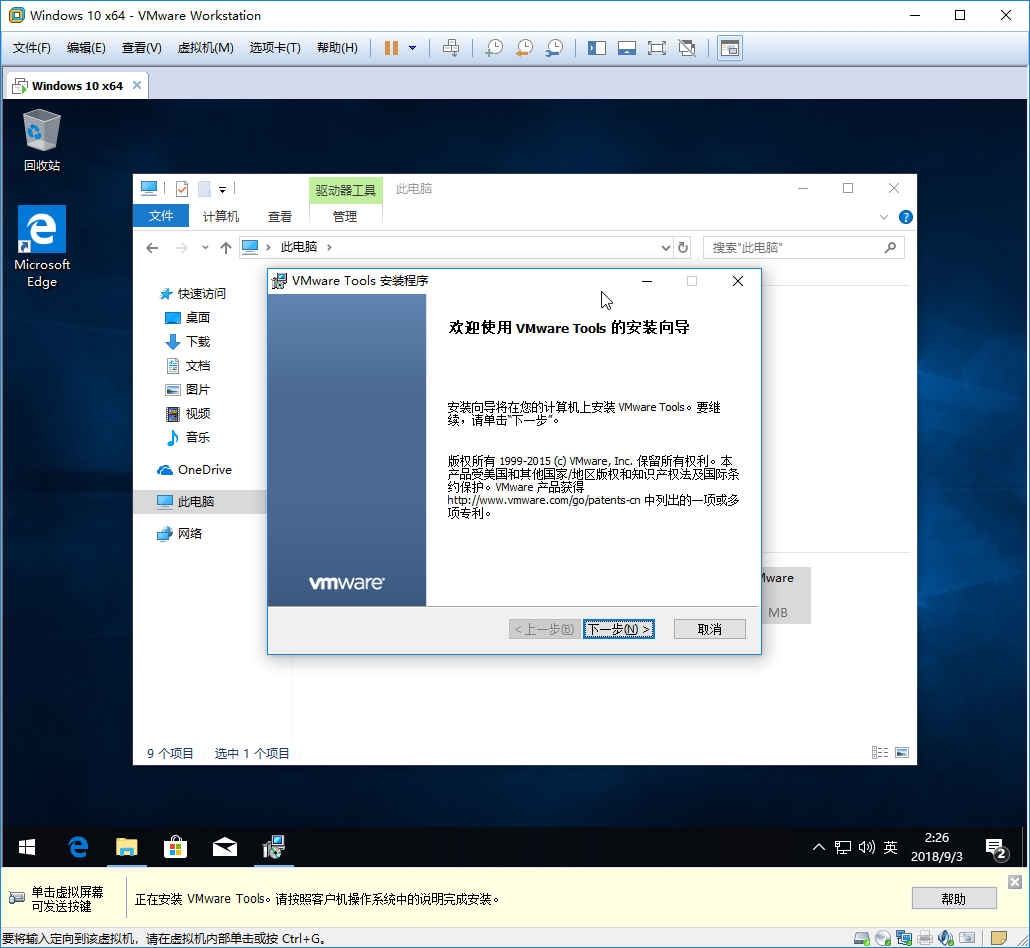 Windows 10 x64 - VMware Workstation
文件(F) 编辑(E) 查看(V) 虚拟机(M) 选项卡(T) 帮助(H)
Windows 10 x64
回收站
Microsoft
Edge
驱动器工具 此电脑
文件 计算机 查看 管理
此电脑
搜索"此电脑"
快速访问
桌面
下载
文档
图片
视频
音乐
OneDrive
此电脑
网络
VMware Tools 安装程序
欢迎使用 VMware Tools 的安装向导
安装向导将在您的计算机上安装 VMware Tools。要继
续，请单击“下一步”。
版权所有 1999-2015 (c) VMware, Inc. 保留所有权利。本
产品受美国和其他国家/地区版权和知识产权法及国际条
约保护。VMware 产品获得
http://www.vmware.com/go/patents-cn 中列出的一项或多
项专利。
vmware
Mware
MB
< 上一步(B) 下一步(N) > 取消
9 个项目 选中 1 个项目
英
2:26
2018/9/3
2
单击虚拟屏幕
可发送按键
正在安装 VMware Tools。请按照客户机操作系统中的说明完成安装。
帮助
要将输入定向到该虚拟机，请在虚拟机内部单击或按 Ctrl+G。